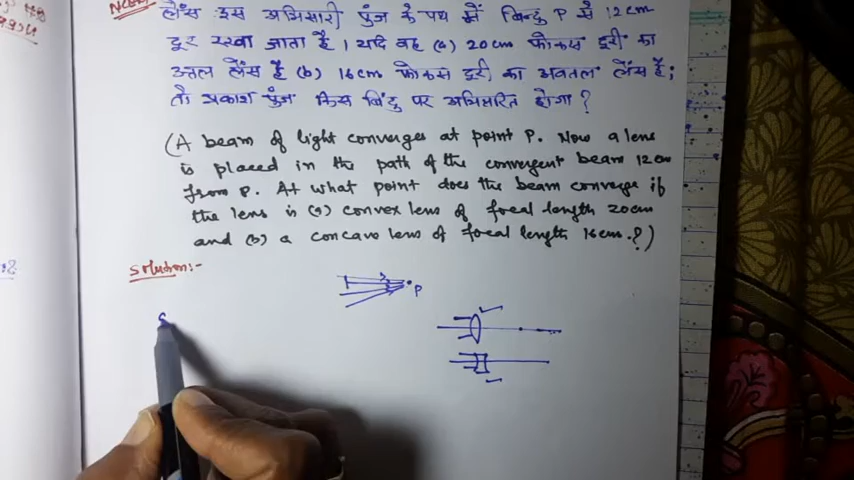 NCERT
लेंस इस अभिसारी पुंज के पथ में बिन्दु P से 12cm
दूर रखा जाता है। यदि यह (a) 20cm फोकस दूरी का
उत्तल लेंस है (b) 16cm फोकस दूरी का अवतल लेंस है;
तो प्रकाश पुंज किस बिंदु पर अभिसरित होगा?
(A beam of light converges at point P. Now a lens
is placed in the path of the convergent beam 12cm
from P. At what point does the beam converge if
the lens is (a) convex lens of focal length 20cm
and (b) a concave lens of focal length 16cm.?)
Solution:-
P